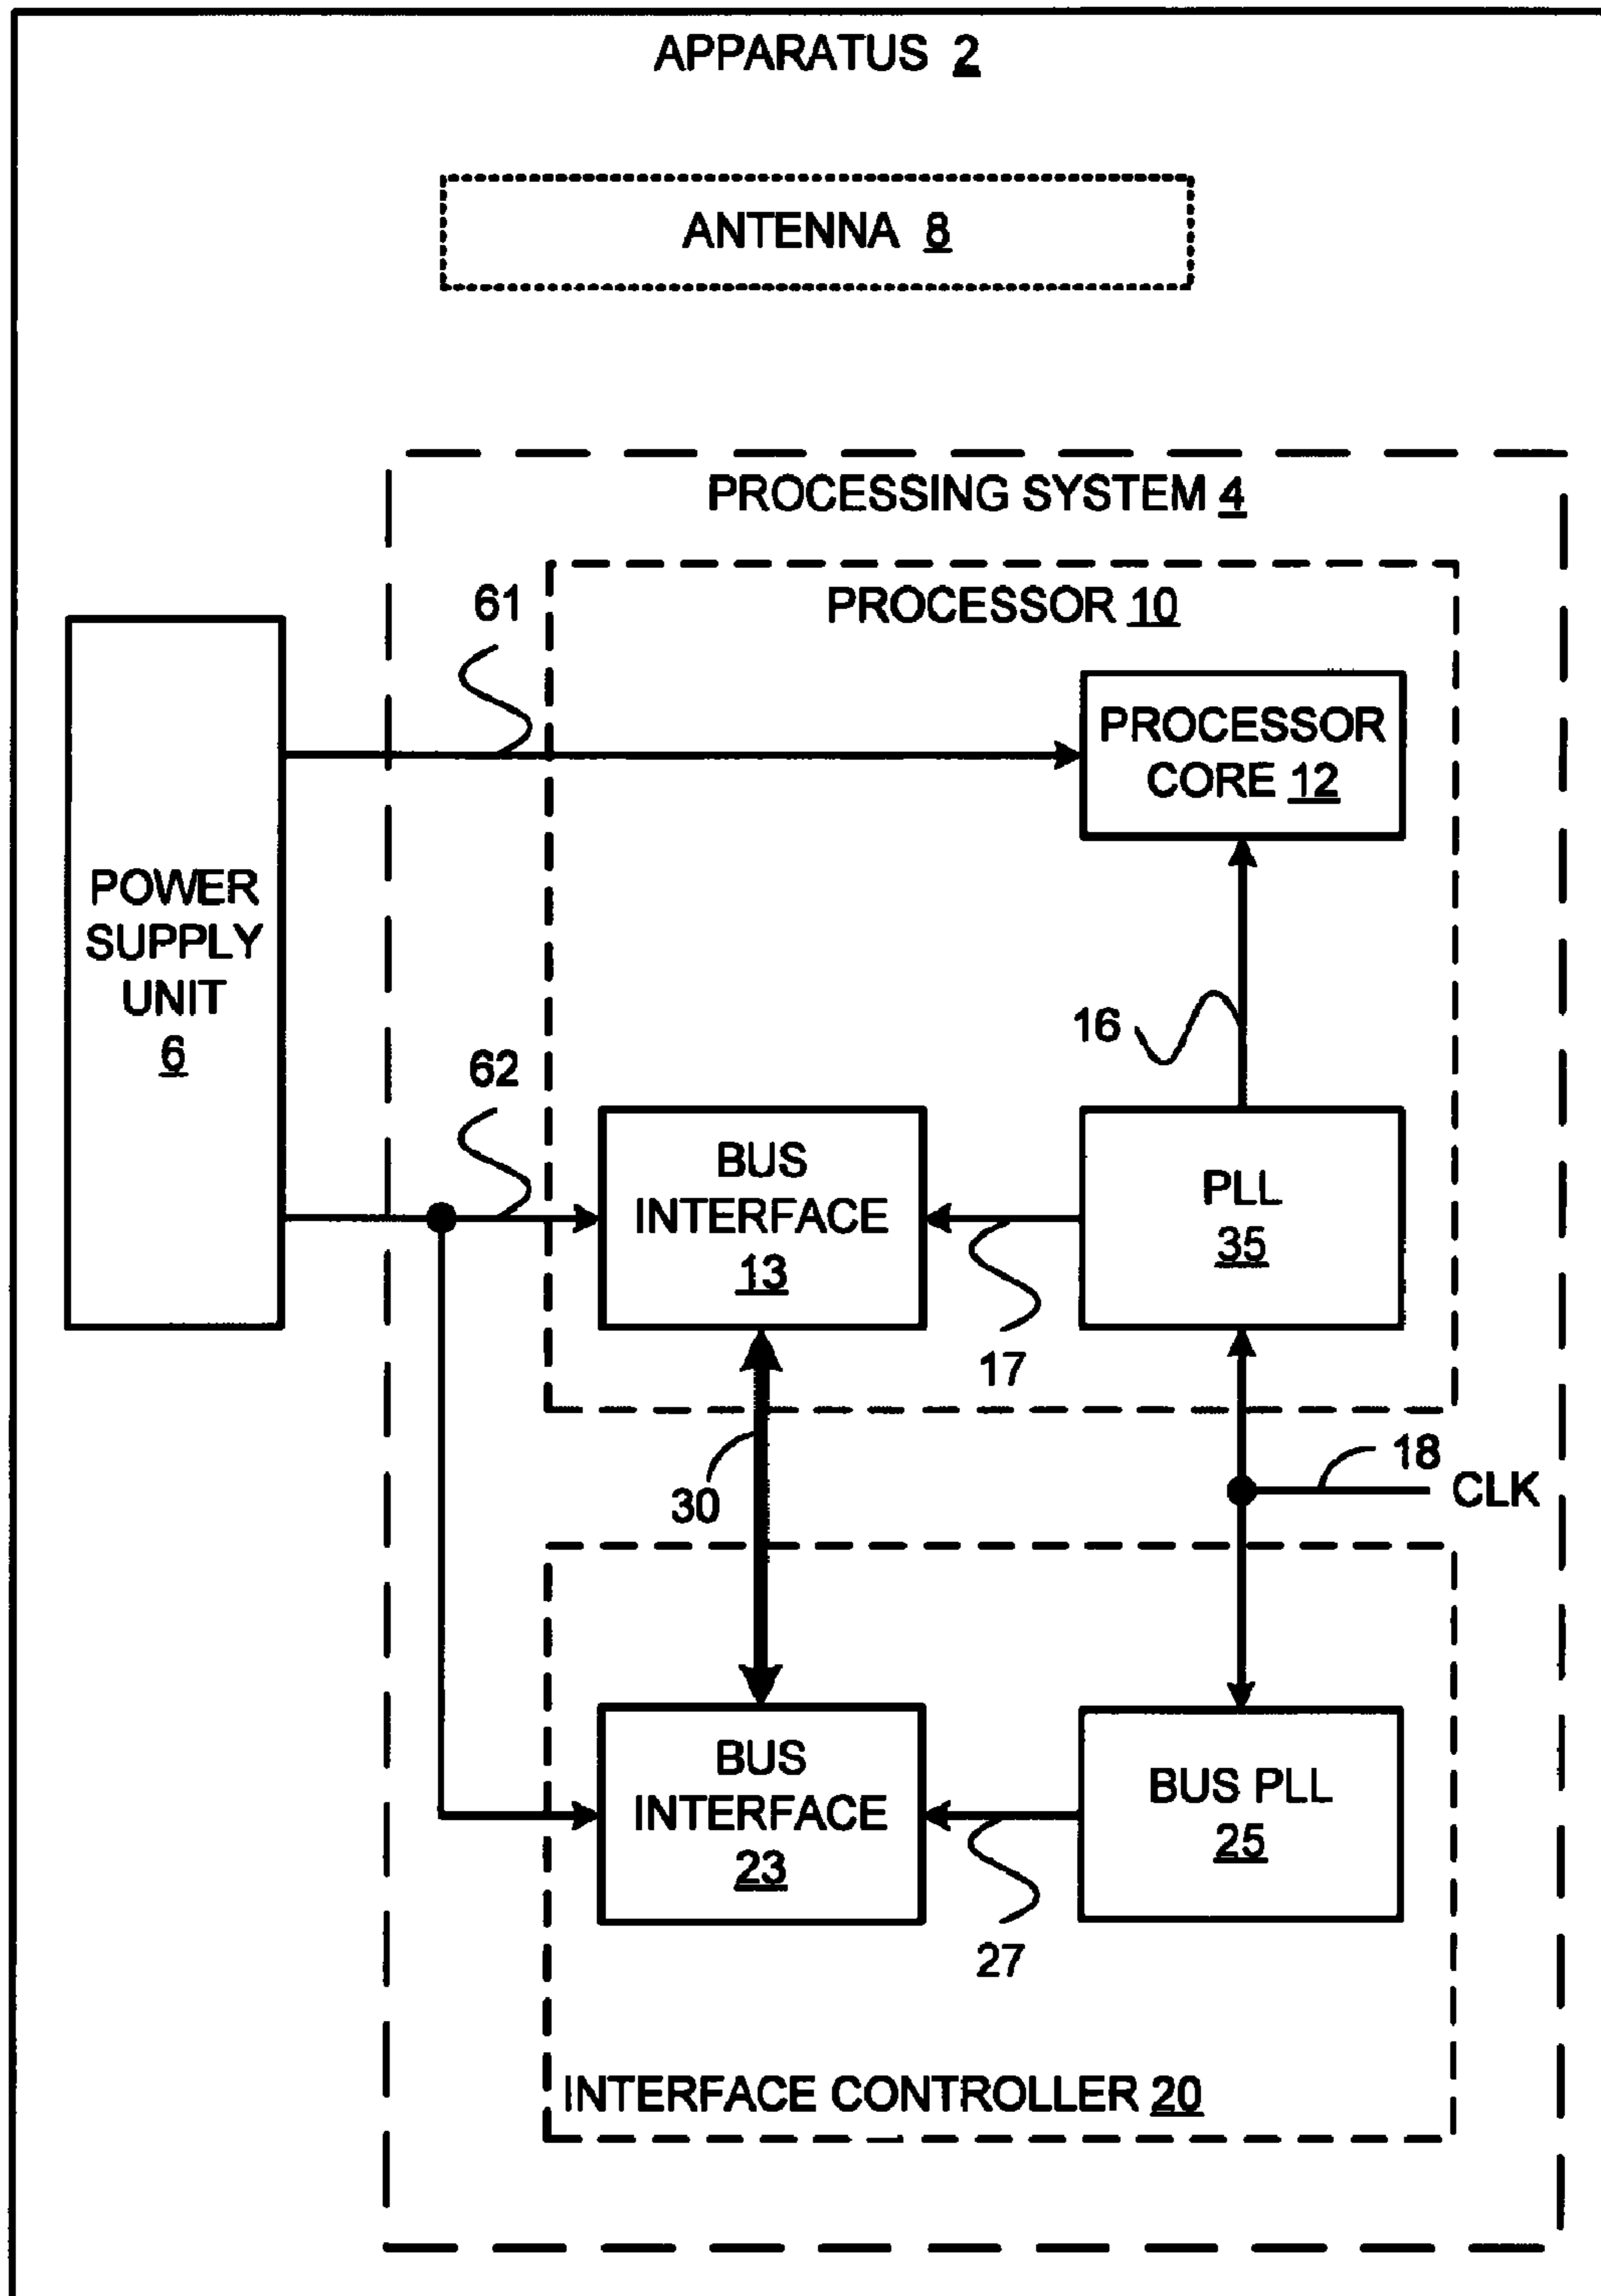 APPARATUS 2
ANTENNA 8
PROCESSING SYSTEM 4
PROCESSOR 10
61
PROCESSOR
CORE 12
POWER
SUPPLY
UNIT
6
16
62
BUS
INTERFACE
13
PLL
35
17
30
18
CLK
BUS
INTERFACE
23
BUS PLL
25
27
INTERFACE CONTROLLER 20